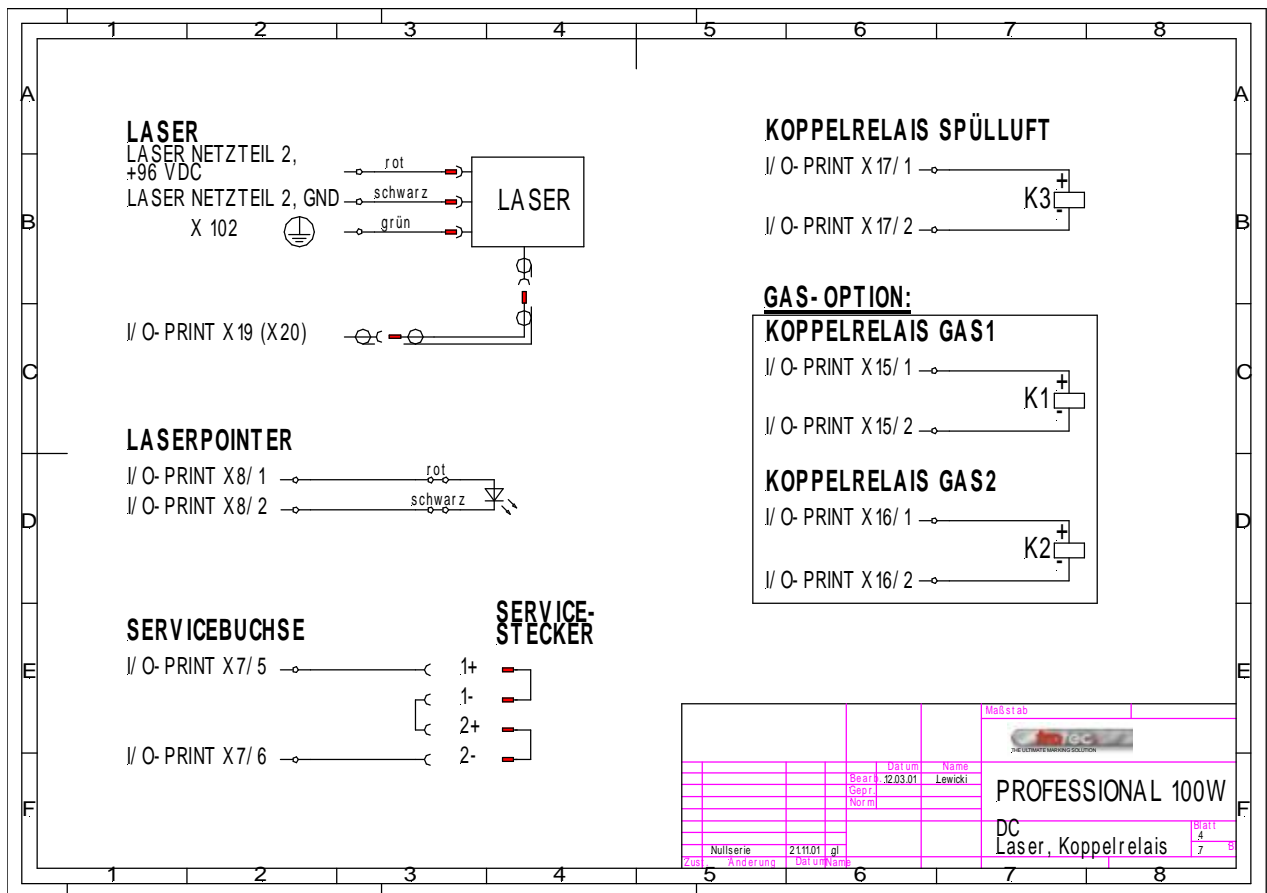 1 2 3 4 5 6 7 8
A A
B B
C C
D D
E E
F F
LASER
LASER NETZTEIL 2,
+96 VDC
rot
LASER NETZTEIL 2, GND
schwarz
X 102
grün
LASER
I/O-PRINT X19 (X20)
LASERPOINTER
I/O-PRINT X8/1
rot
I/O-PRINT X8/2
schwarz
SERVICEBUCHSE
SERVICE-
STECKER
I/O-PRINT X7/5
1+
1-
2+
I/O-PRINT X7/6
2-
KOPPELRELAIS SPÜLLUFT
I/O-PRINT X17/1
+
K3
-
I/O-PRINT X17/2
GAS-OPTION:
KOPPELRELAIS GAS1
I/O-PRINT X15/1
+
K1
-
I/O-PRINT X15/2
KOPPELRELAIS GAS2
I/O-PRINT X16/1
+
K2
-
I/O-PRINT X16/2
Maßstab
trotec
THE ULTIMATE MARKING SOLUTION
Datum Name
Bearb. 12.03.01 Lewicki
Gepr.
Norm
PROFESSIONAL 100W
DC
Laser, Koppelrelais
Blatt
4
7
Nullserie 21.11.01 gl
Zust Änderung Datum Name
1 2 3 4 5 6 7 8